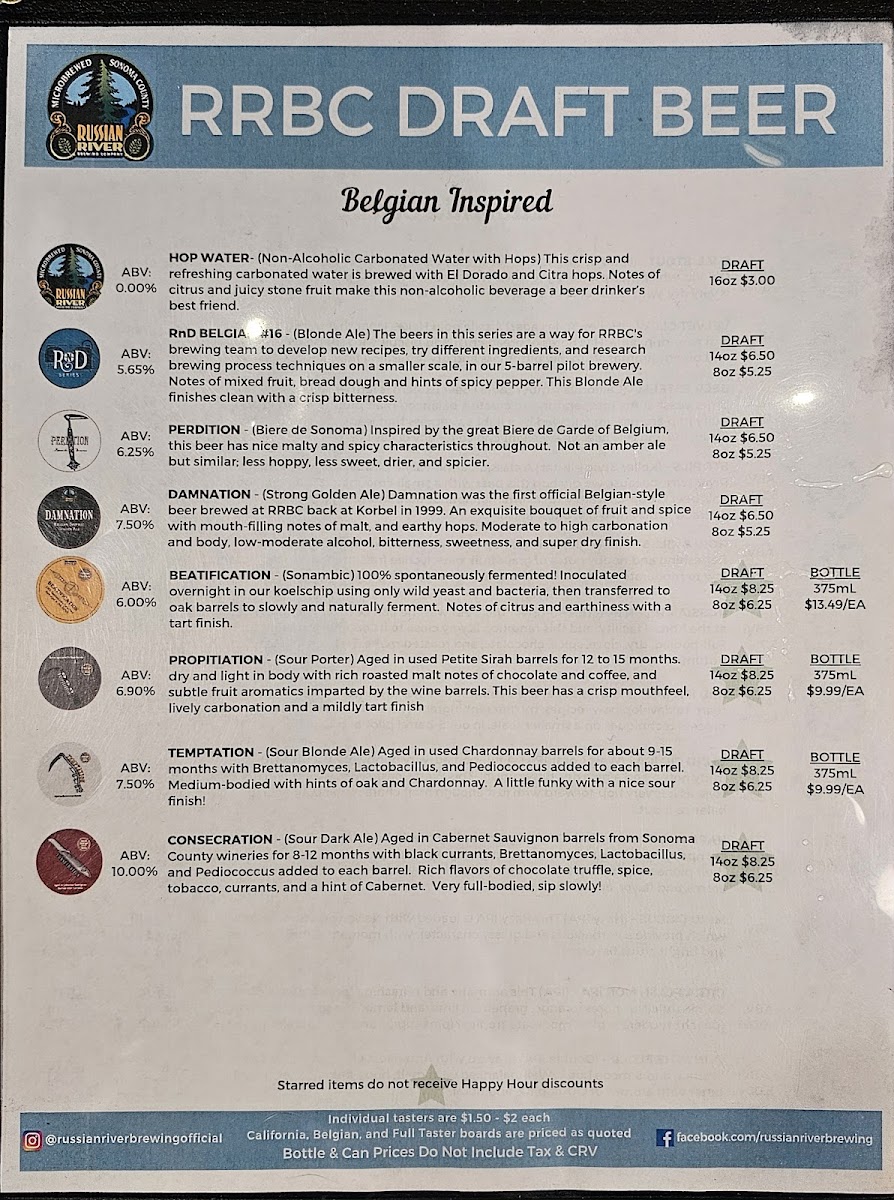 MICROBREWED SONOMA COUNTY
RUSSIAN
RIVER
BREWING COMPANY
RRBC DRAFT BEER
Belgian Inspired
MICROBREWED SONOMA COUNTY
RUSSIAN
RIVER
ABV:
0.00%
HOP WATER- (Non-Alcoholic Carbonated Water with Hops) This crisp and
refreshing carbonated water is brewed with El Dorado and Citra hops. Notes of
citrus and juicy stone fruit make this non-alcoholic beverage a beer drinker's
best friend.
DRAFT
16oz $3.00
R&D
SERIES
ABV:
5.65%
RnD BELGIA #16 - (Blonde Ale) The beers in this series are a way for RRBC's
brewing team to develop new recipes, try different ingredients, and research
brewing process techniques on a smaller scale, in our 5-barrel pilot brewery.
Notes of mixed fruit, bread dough and hints of spicy pepper. This Blonde Ale
finishes clean with a crisp bitterness.
DRAFT
14oz $6.50
8oz $5.25
PERDITION
ABV:
6.25%
PERDITION - (Biere de Sonoma) Inspired by the great Biere de Garde of Belgium,
this beer has nice malty and spicy characteristics throughout. Not an amber ale
but similar; less hoppy, less sweet, drier, and spicier.
DRAFT
14oz $6.50
8oz $5.25
DAMNATION
ABV:
7.50%
DAMNATION - (Strong Golden Ale) Damnation was the first official Belgian-style
beer brewed at RRBC back at Korbel in 1999. An exquisite bouquet of fruit and spice
with mouth-filling notes of malt, and earthy hops. Moderate to high carbonation
and body, low-moderate alcohol, bitterness, sweetness, and super dry finish.
DRAFT
14oz $6.50
8oz $5.25
BEATIFICATION
ABV:
6.00%
BEATIFICATION - (Sonambic) 100% spontaneously fermented! Inoculated
overnight in our koelschip using only wild yeast and bacteria, then transferred to
oak barrels to slowly and naturally ferment. Notes of citrus and earthiness with a
tart finish.
DRAFT
14oz $8.25
8oz $6.25
BOTTLE
375mL
$13.49/EA
ABV:
6.90%
PROPITIATION - (Sour Porter) Aged in used Petite Sirah barrels for 12 to 15 months.
dry and light in body with rich roasted malt notes of chocolate and coffee, and
subtle fruit aromatics imparted by the wine barrels. This beer has a crisp mouthfeel,
lively carbonation and a mildly tart finish
DRAFT
14oz $8.25
8oz $6.25
BOTTLE
375mL
$9.99/EA
ABV:
7.50%
TEMPTATION - (Sour Blonde Ale) Aged in used Chardonnay barrels for about 9-15
months with Brettanomyces, Lactobacillus, and Pediococcus added to each barrel.
Medium-bodied with hints of oak and Chardonnay. A little funky with a nice sour
finish!
DRAFT
14oz $8.25
8oz $6.25
BOTTLE
375mL
$9.99/EA
ABV:
10.00%
CONSECRATION - (Sour Dark Ale) Aged in Cabernet Sauvignon barrels from Sonoma
County wineries for 8-12 months with black currants, Brettanomyces, Lactobacillus,
and Pediococcus added to each barrel. Rich flavors of chocolate truffle, spice,
tobacco, currants, and a hint of Cabernet. Very full-bodied, sip slowly!
DRAFT
14oz $8.25
8oz $6.25
Starred items do not receive Happy Hour discounts
Individual tasters are $1.50 - $2 each
@russianriverbrewingofficial
California, Belgian, and Full Taster boards are priced as quoted
facebook.com/russianriverbrewing
Bottle & Can Prices Do Not Include Tax & CRV